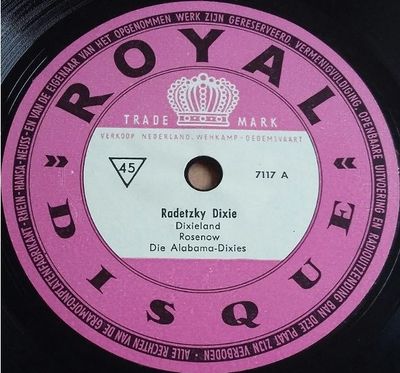 ALLE RECHTEN VAN DE GRAMOFOONPLATENFABRIKANT - RHEIN-HANSA-NEUSS - EN VAN DE EIGENAAR VAN HET OPGENOMEN WERK ZIJN GERESERVEERD. VERMENIGVULDIGING, OPENBARE UITVOERING EN RADIOUITZENDING VAN DEZE PLAAT ZIJN VERBODEN •
ROYAL
TRADE MARK
VERKOOP NEDERLAND: WEHKAMP-DEDEMSVAART
45
7117 A
Radetzky Dixie
Dixieland
Rosenow
Die Alabama-Dixies
DISQUE